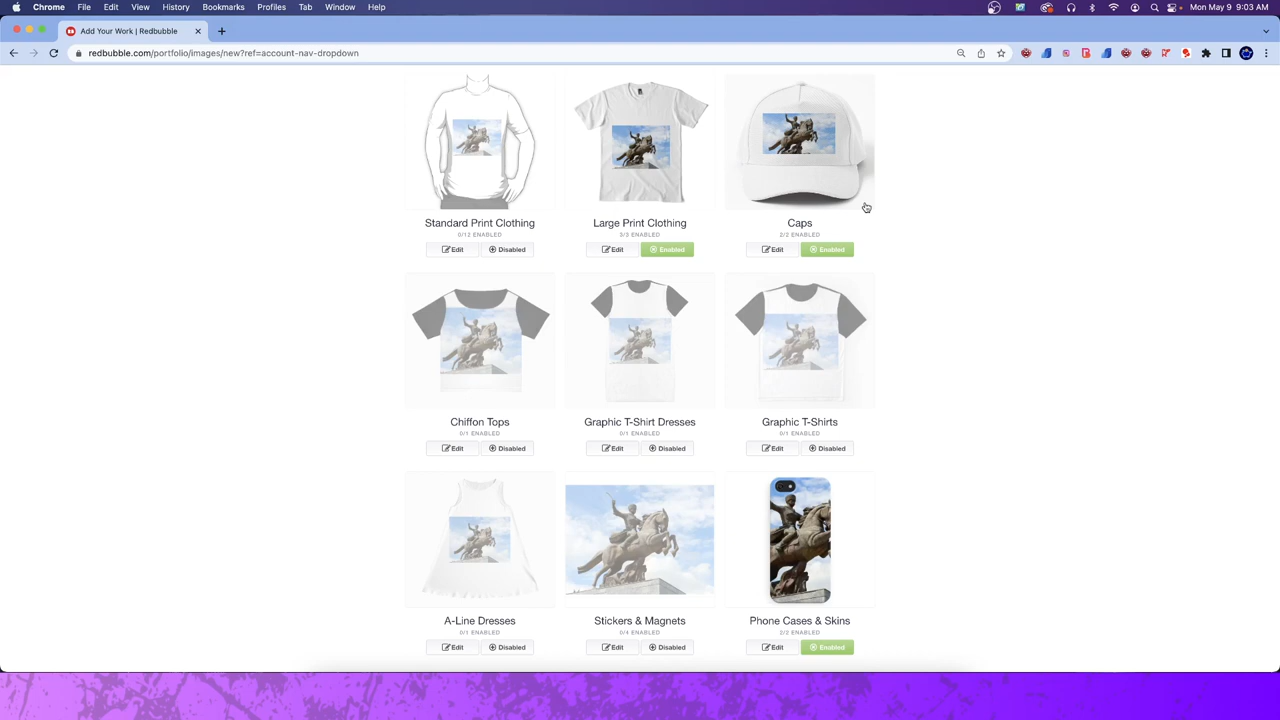 Chrome File Edit View History Bookmarks Profiles Tab Window Help Mon May 9 9:03 AM
Add Your Work | Redbubble
redbubble.com/portfolio/images/new?ref=account-nav-dropdown
Standard Print Clothing Large Print Clothing Caps
0/12 ENABLED 3/3 ENABLED 2/2 ENABLED
Edit Disabled Edit Enabled Edit Enabled
Chiffon Tops Graphic T-Shirt Dresses Graphic T-Shirts
0/1 ENABLED 0/1 ENABLED 0/1 ENABLED
Edit Disabled Edit Disabled Edit Disabled
A-Line Dresses Stickers & Magnets Phone Cases & Skins
0/1 ENABLED 0/4 ENABLED 2/2 ENABLED
Edit Disabled Edit Disabled Edit Enabled